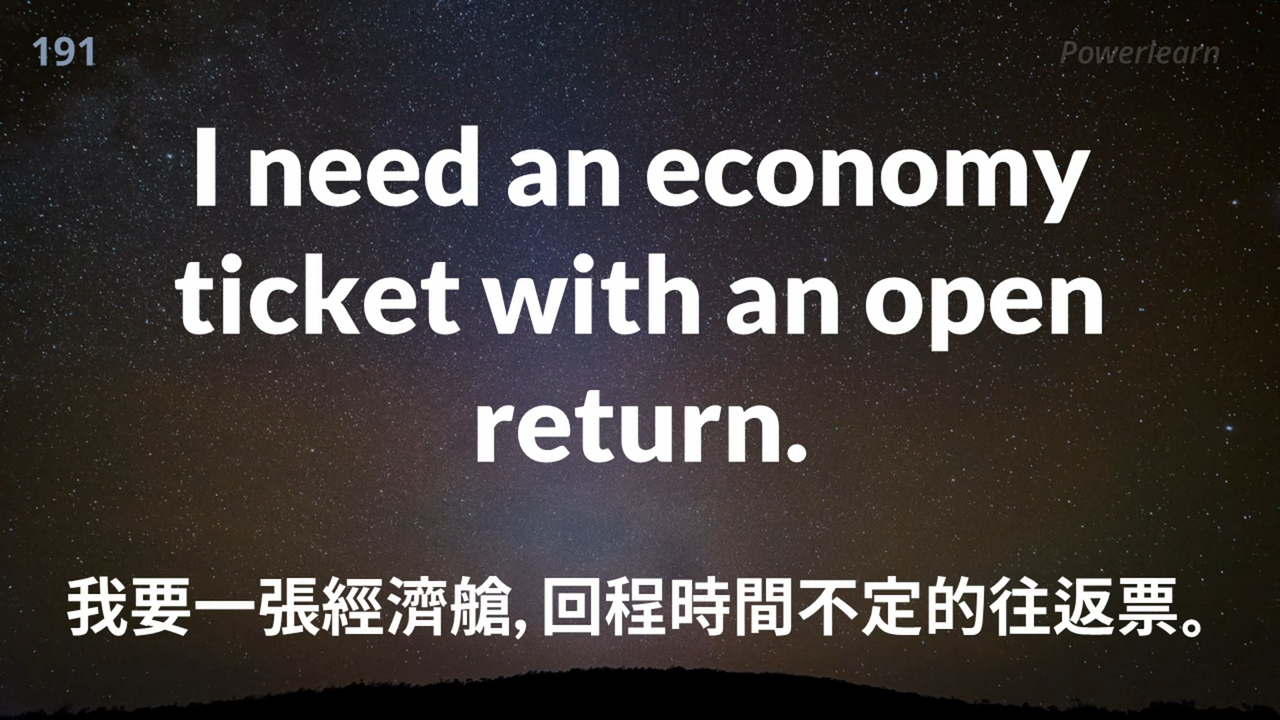 191
Powerlearn
I need an economy
ticket with an open
return.
我要一張經濟艙, 回程時間不定的往返票。